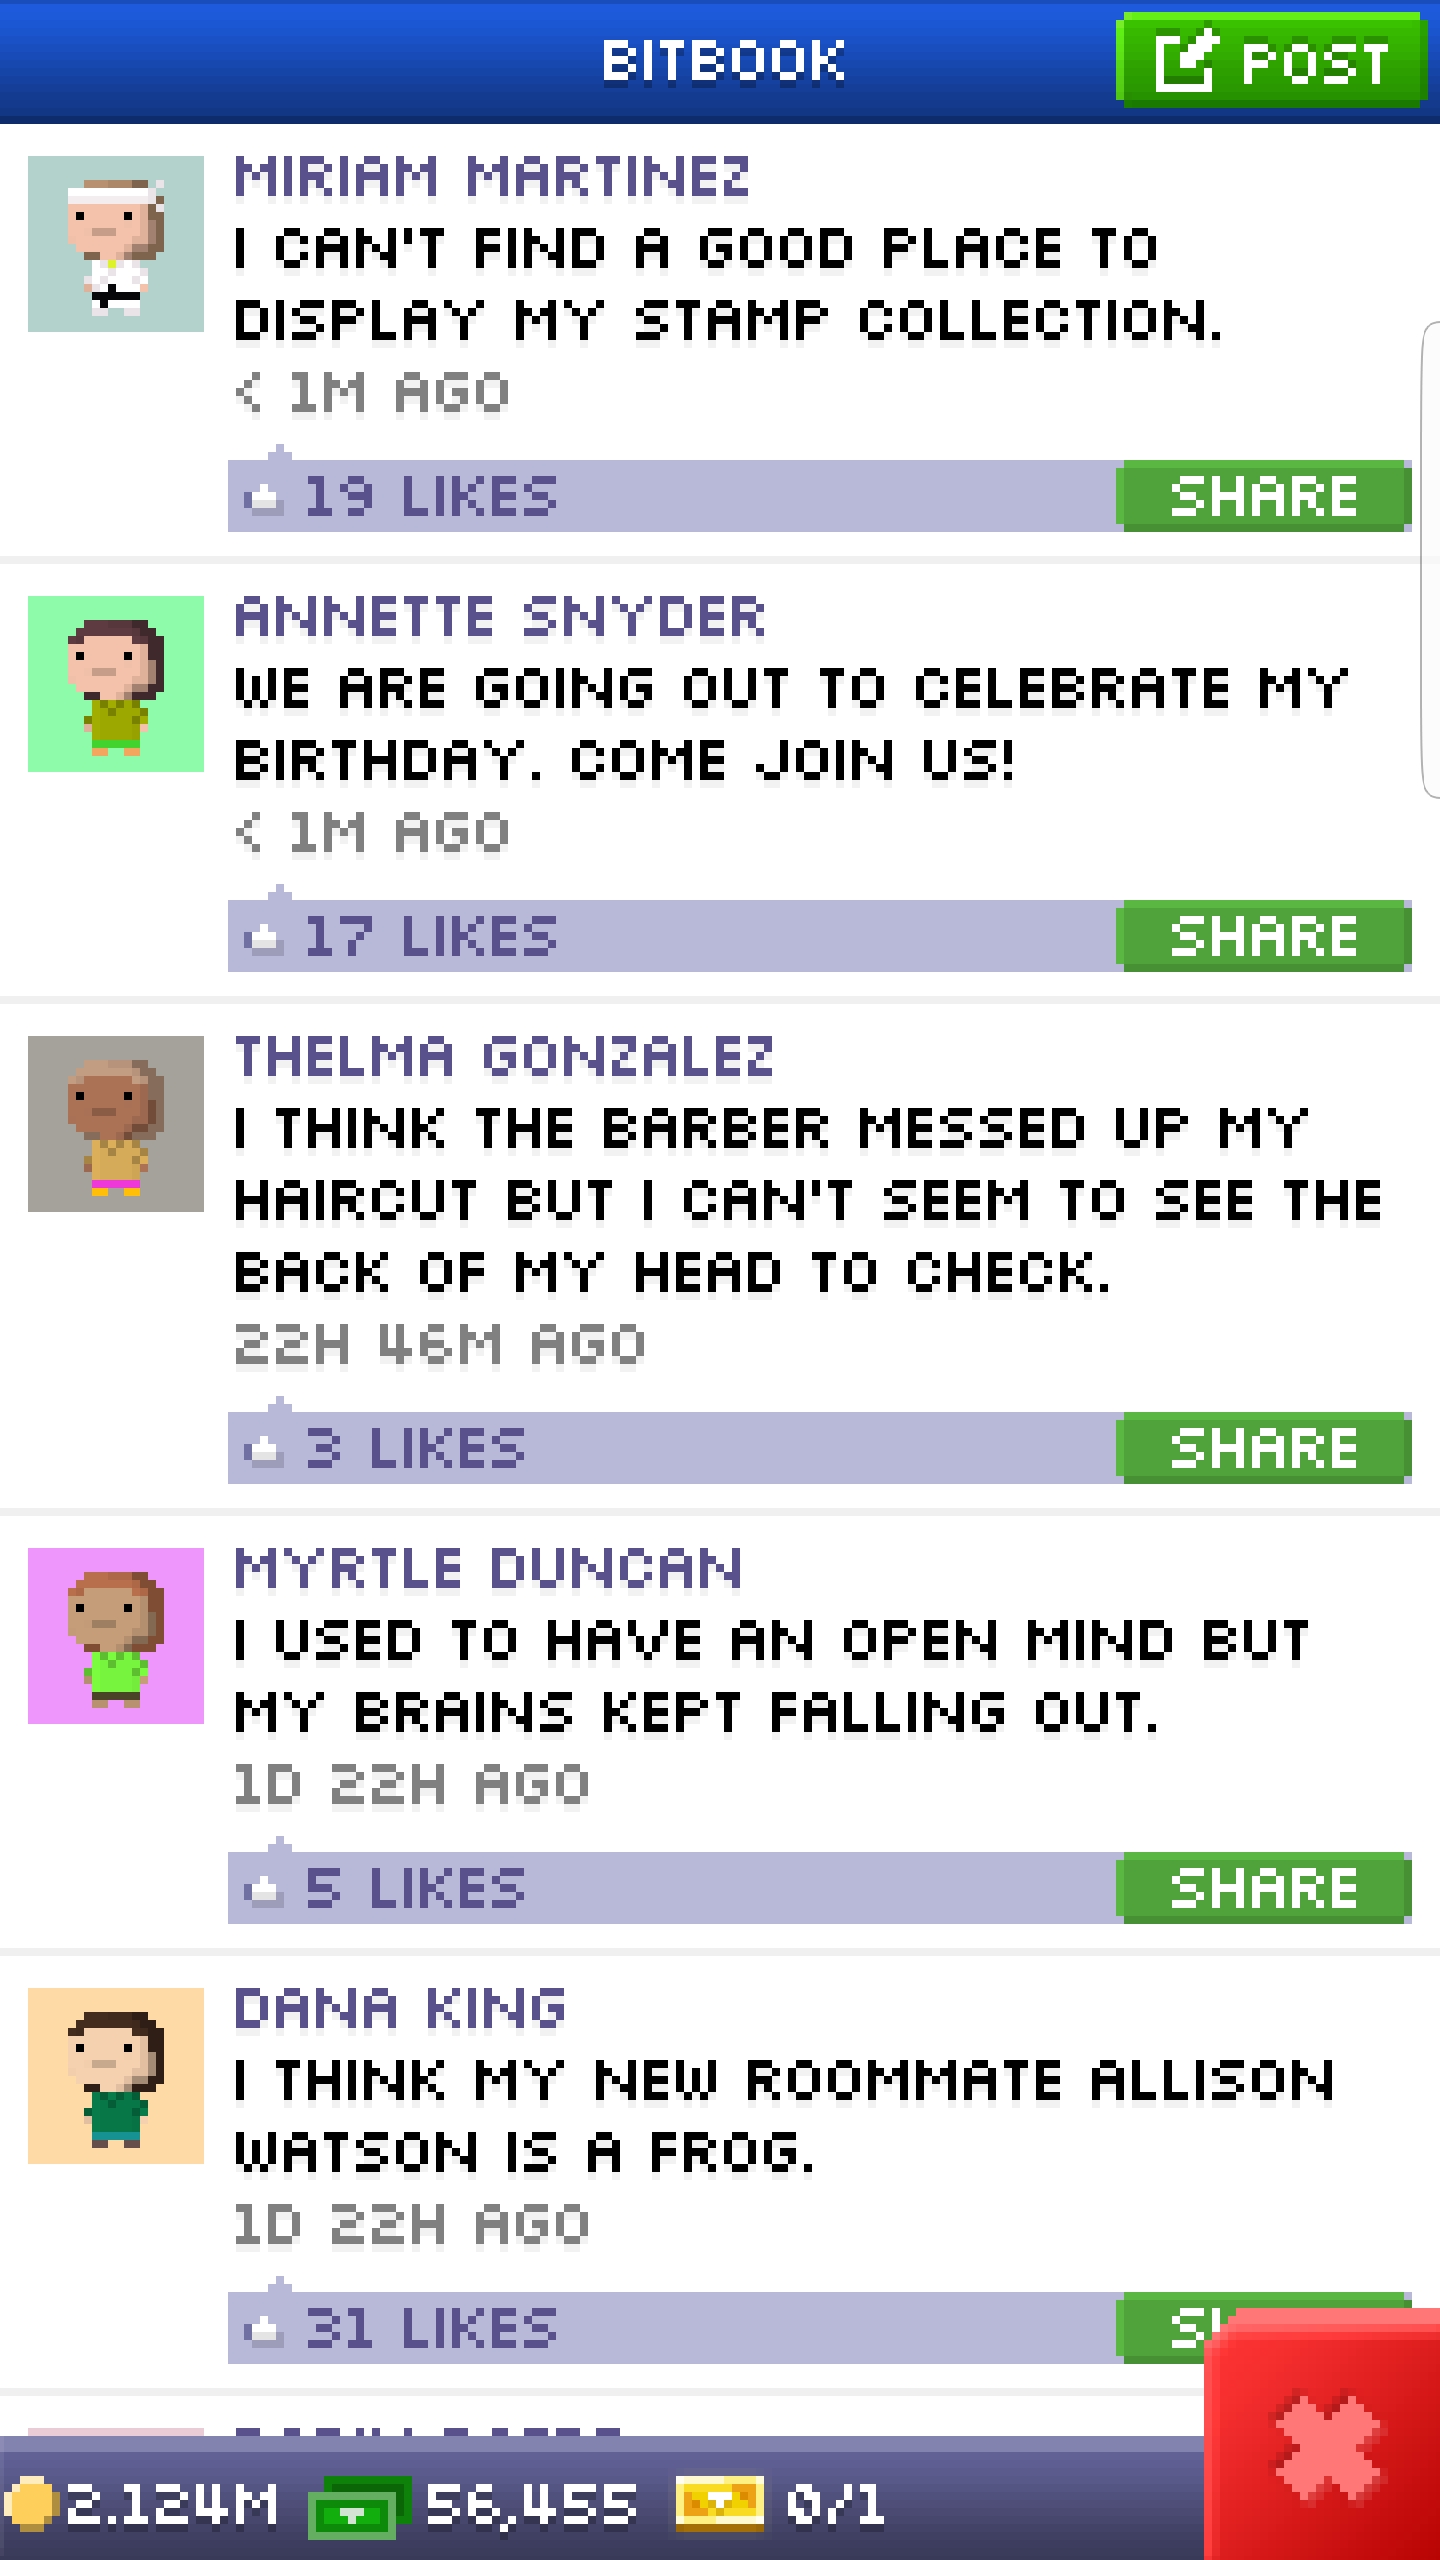 BITBOOK
POST
MIRIAM MARTINEZ
I CAN'T FIND A GOOD PLACE TO
DISPLAY MY STAMP COLLECTION.
< 1M AGO
19 LIKES
SHARE
ANNETTE SNYDER
WE ARE GOING OUT TO CELEBRATE MY
BIRTHDAY. COME JOIN US!
< 1M AGO
17 LIKES
SHARE
THELMA GONZALEZ
I THINK THE BARBER MESSED UP MY
HAIRCUT BUT I CAN'T SEEM TO SEE THE
BACK OF MY HEAD TO CHECK.
22H 46M AGO
3 LIKES
SHARE
MYRTLE DUNCAN
I USED TO HAVE AN OPEN MIND BUT
MY BRAINS KEPT FALLING OUT.
1D 22H AGO
5 LIKES
SHARE
DANA KING
I THINK MY NEW ROOMMATE ALLISON
WATSON IS A FROG.
1D 22H AGO
31 LIKES
2.124M
56,455
0/1